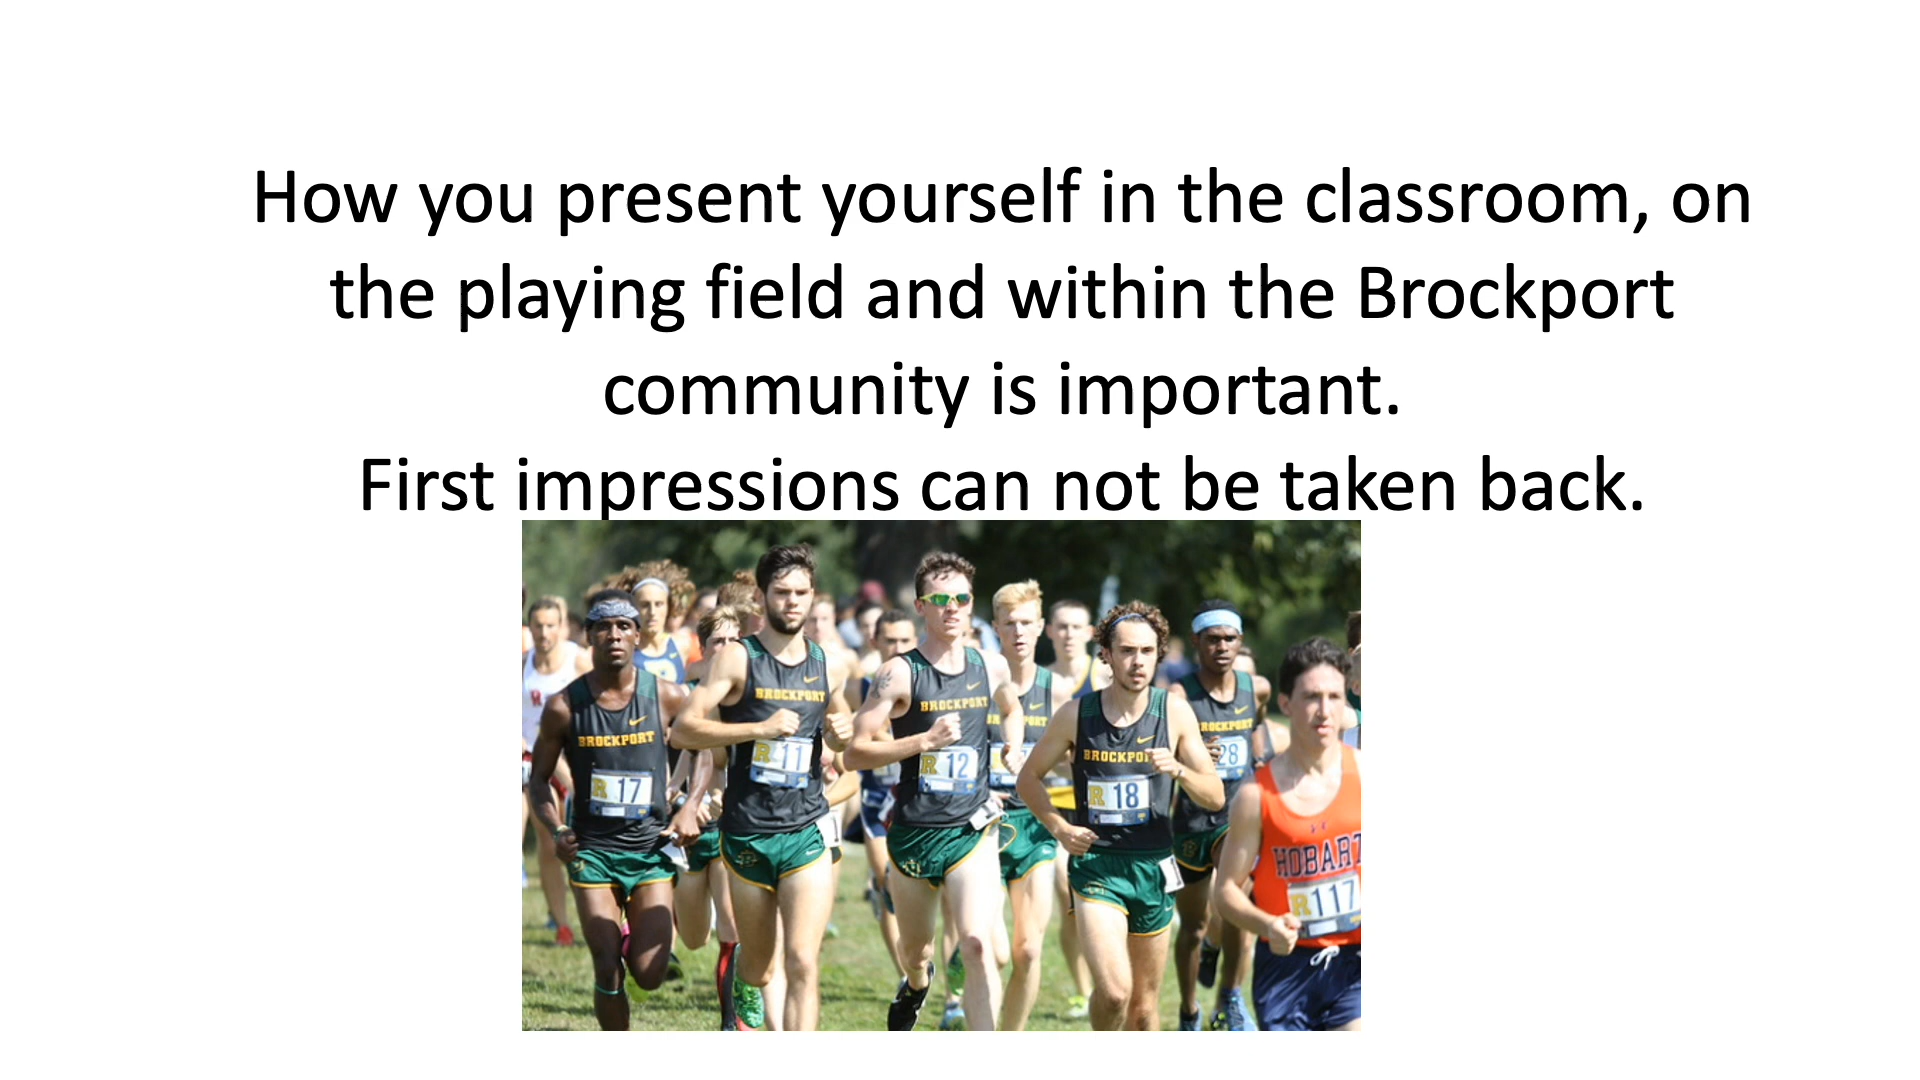 How you present yourself in the classroom, on
the playing field and within the Brockport
community is important.
First impressions can not be taken back.
BROCKPORT
BROCKPORT
BROCKPORT
BROCKPORT
R 17
R 11
R 12
R 18
28
HOBART
R 117